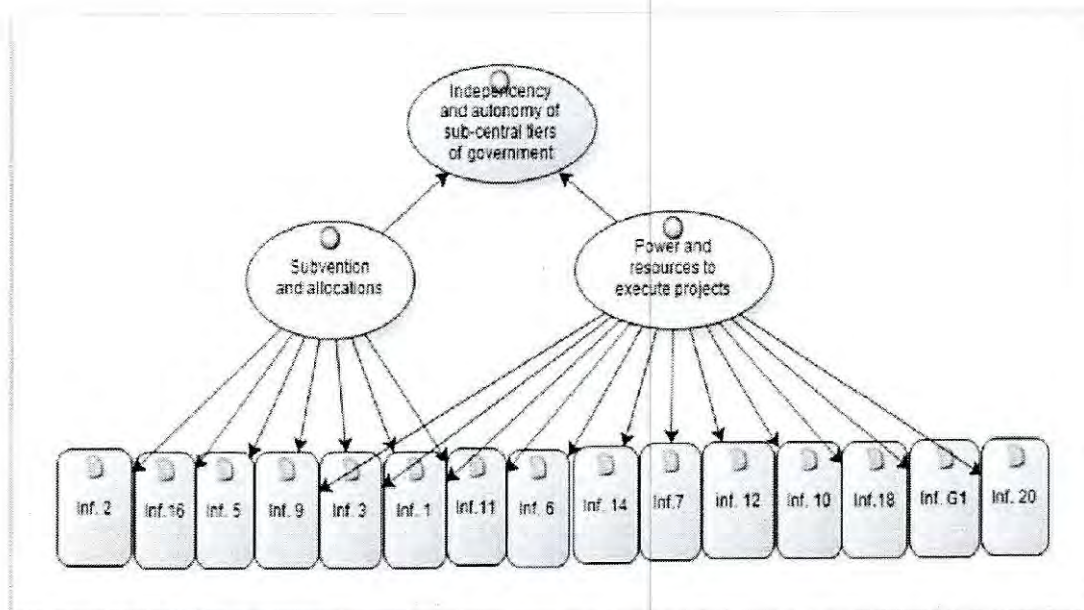 Independency
and autonomy of
sub-central tiers
of government
Subvention
and allocations
Power and
resources to
execute projects
Inf. 2
Inf.16
Inf. 5
Inf. 9
Inf. 3
Inf. 1
Inf.11
Inf. 6
Inf. 14
Inf.7
inf. 12
Inf. 10
Inf.18
Inf. G1
Inf. 20